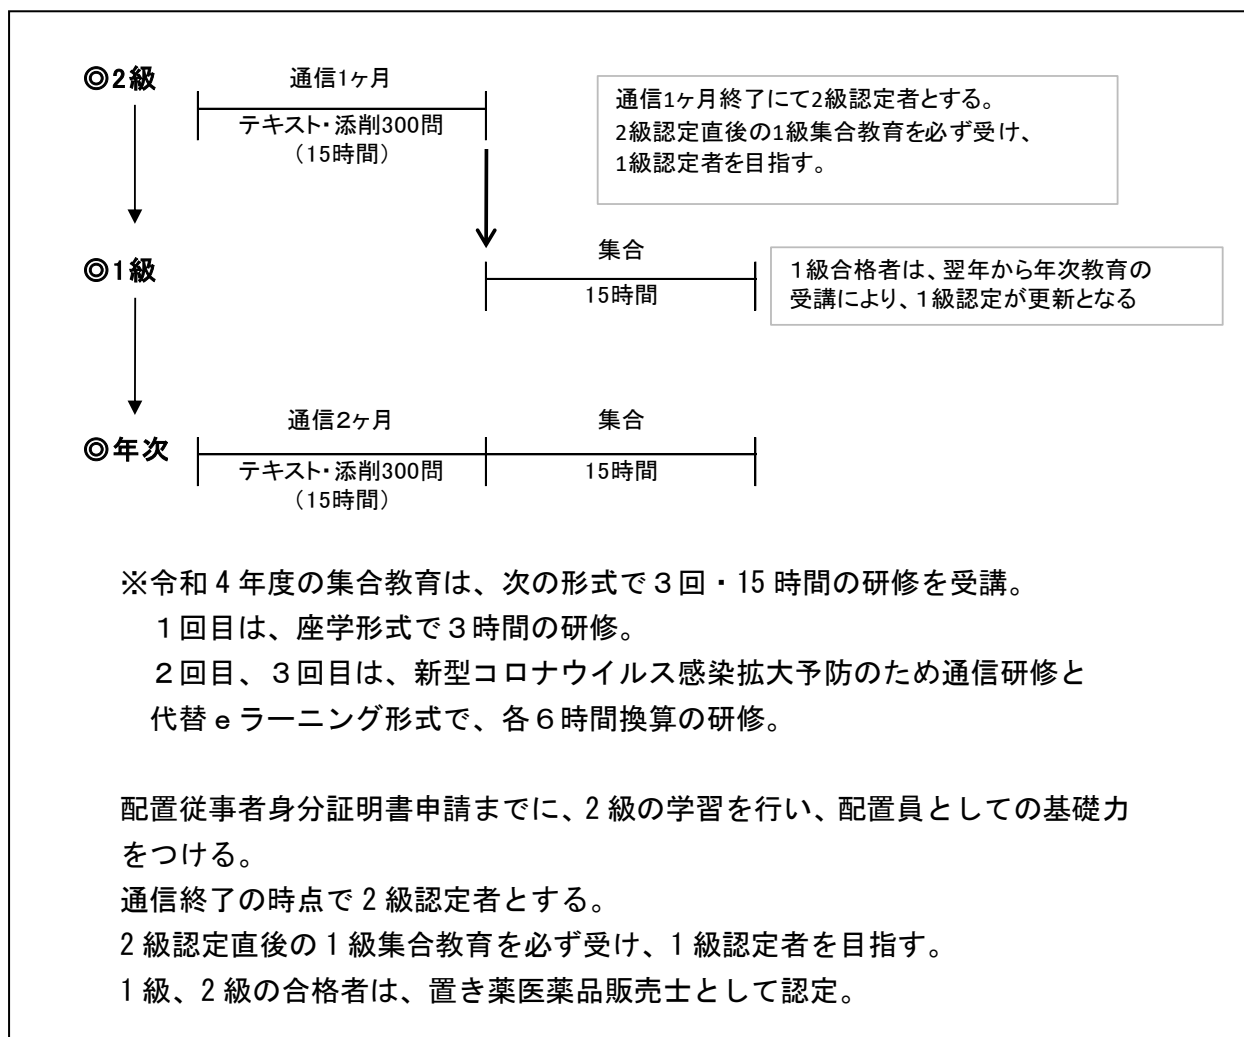 ◎2級
通信1ヶ月
テキスト・添削300問
（15時間）
通信1ヶ月終了にて2級認定者とする。
2級認定直後の1級集合教育を必ず受け、
1級認定者を目指す。
◎1級
集合
15時間
１級合格者は、翌年から年次教育の
受講により、１級認定が更新となる
◎年次
通信２ヶ月
テキスト・添削300問
（15時間）
集合
15時間
※令和４年度の集合教育は、次の形式で３回・15時間の研修を受講。
１回目は、座学形式で３時間の研修。
２回目、３回目は、新型コロナウイルス感染拡大予防のため通信研修と
代替ｅラーニング形式で、各６時間換算の研修。
配置従事者身分証明書申請までに、2級の学習を行い、配置員としての基礎力
をつける。
通信終了の時点で2級認定者とする。
2級認定直後の1級集合教育を必ず受け、1級認定者を目指す。
1級、2級の合格者は、置き薬医薬品販売士として認定。